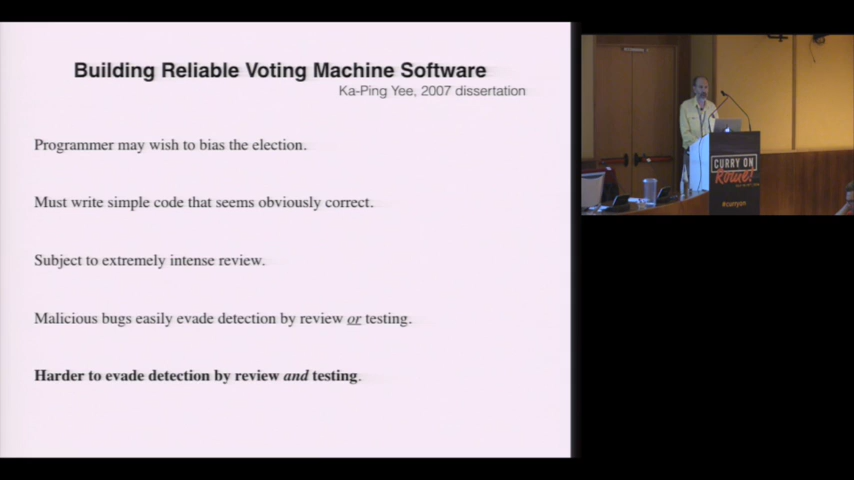 Building Reliable Voting Machine Software
Ka-Ping Yee, 2007 dissertation
Programmer may wish to bias the election.
Must write simple code that seems obviously correct.
Subject to extremely intense review.
Malicious bugs easily evade detection by review or testing.
Harder to evade detection by review and testing.
CURRY ON
Rome!
#curryon